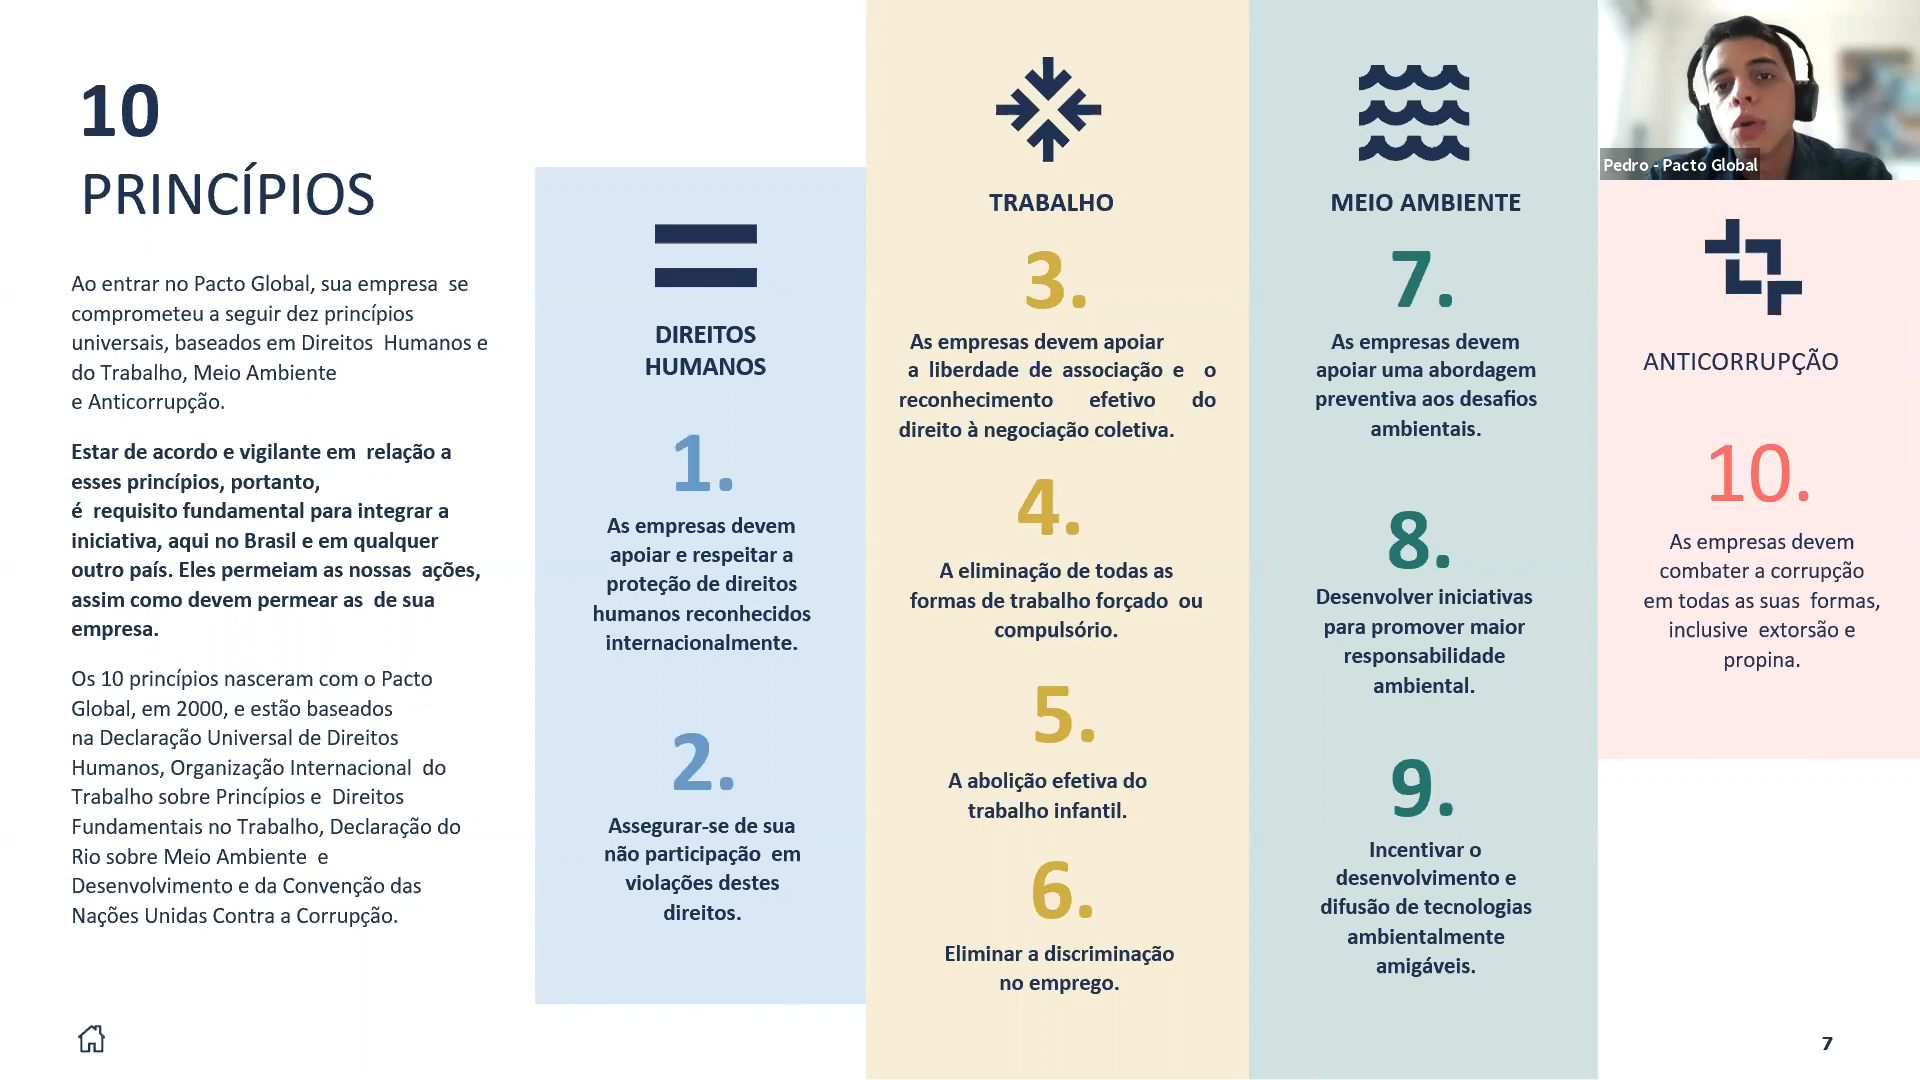 10
PRINCÍPIOS
Ao entrar no Pacto Global, sua empresa se
comprometeu a seguir dez princípios
universais, baseados em Direitos Humanos e
do Trabalho, Meio Ambiente
e Anticorrupção.
Estar de acordo e vigilante em relação a
esses princípios, portanto,
é requisito fundamental para integrar a
iniciativa, aqui no Brasil e em qualquer
outro país. Eles permeiam as nossas ações,
assim como devem permear as de sua
empresa.
Os 10 princípios nasceram com o Pacto
Global, em 2000, e estão baseados
na Declaração Universal de Direitos
Humanos, Organização Internacional do
Trabalho sobre Princípios e Direitos
Fundamentais no Trabalho, Declaração do
Rio sobre Meio Ambiente e
Desenvolvimento e da Convenção das
Nações Unidas Contra a Corrupção.
DIREITOS
HUMANOS
1.
As empresas devem
apoiar e respeitar a
proteção de direitos
humanos reconhecidos
internacionalmente.
2.
Assegurar-se de sua
não participação em
violações destes
direitos.
TRABALHO
3.
As empresas devem apoiar
a liberdade de associação e o
reconhecimento efetivo do
direito à negociação coletiva.
4.
A eliminação de todas as
formas de trabalho forçado ou
compulsório.
5.
A abolição efetiva do
trabalho infantil.
6.
Eliminar a discriminação
no emprego.
MEIO AMBIENTE
7.
As empresas devem
apoiar uma abordagem
preventiva aos desafios
ambientais.
8.
Desenvolver iniciativas
para promover maior
responsabilidade
ambiental.
9.
Incentivar o
desenvolvimento e
difusão de tecnologias
ambientalmente
amigáveis.
Pedro - Pacto Global
ANTICORRUPÇÃO
10.
As empresas devem
combater a corrupção
em todas as suas formas,
inclusive extorsão e
propina.
7